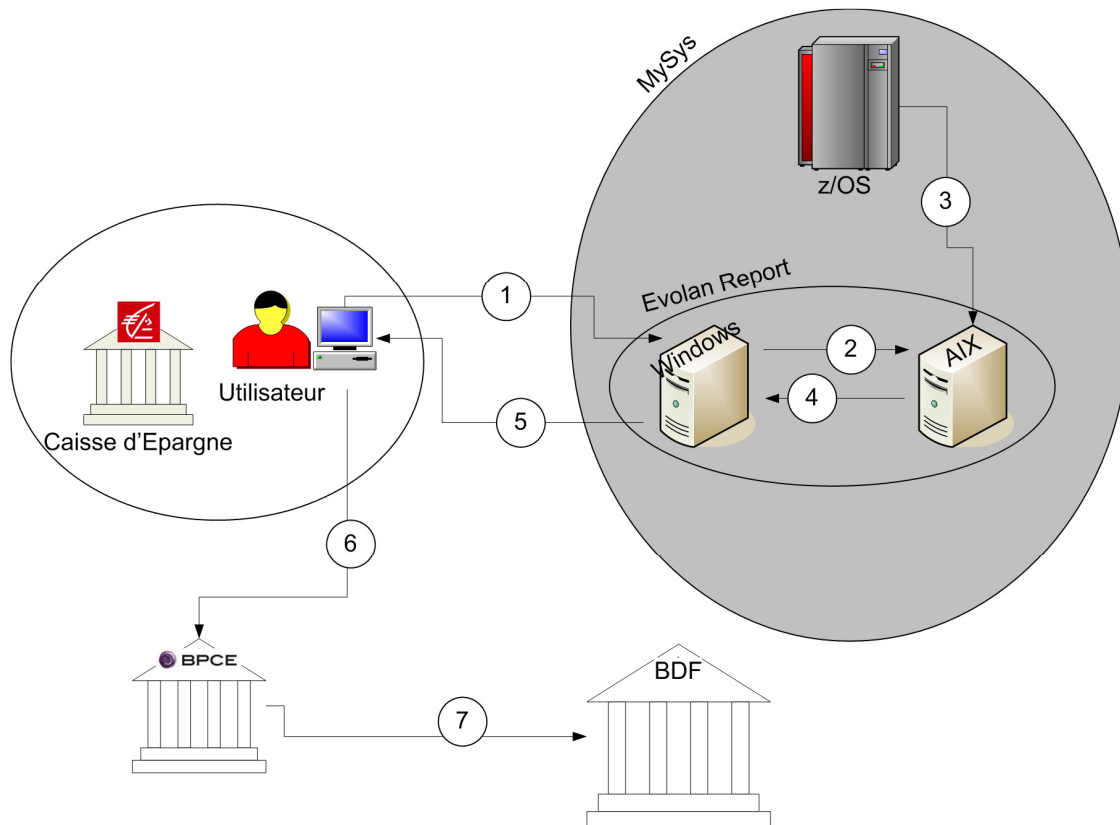 MySys
z/OS
3
Evolan Report
1
Windows
2
AIX
4
5
Utilisateur
Caisse d'Epargne
6
BPCE
BDF
7